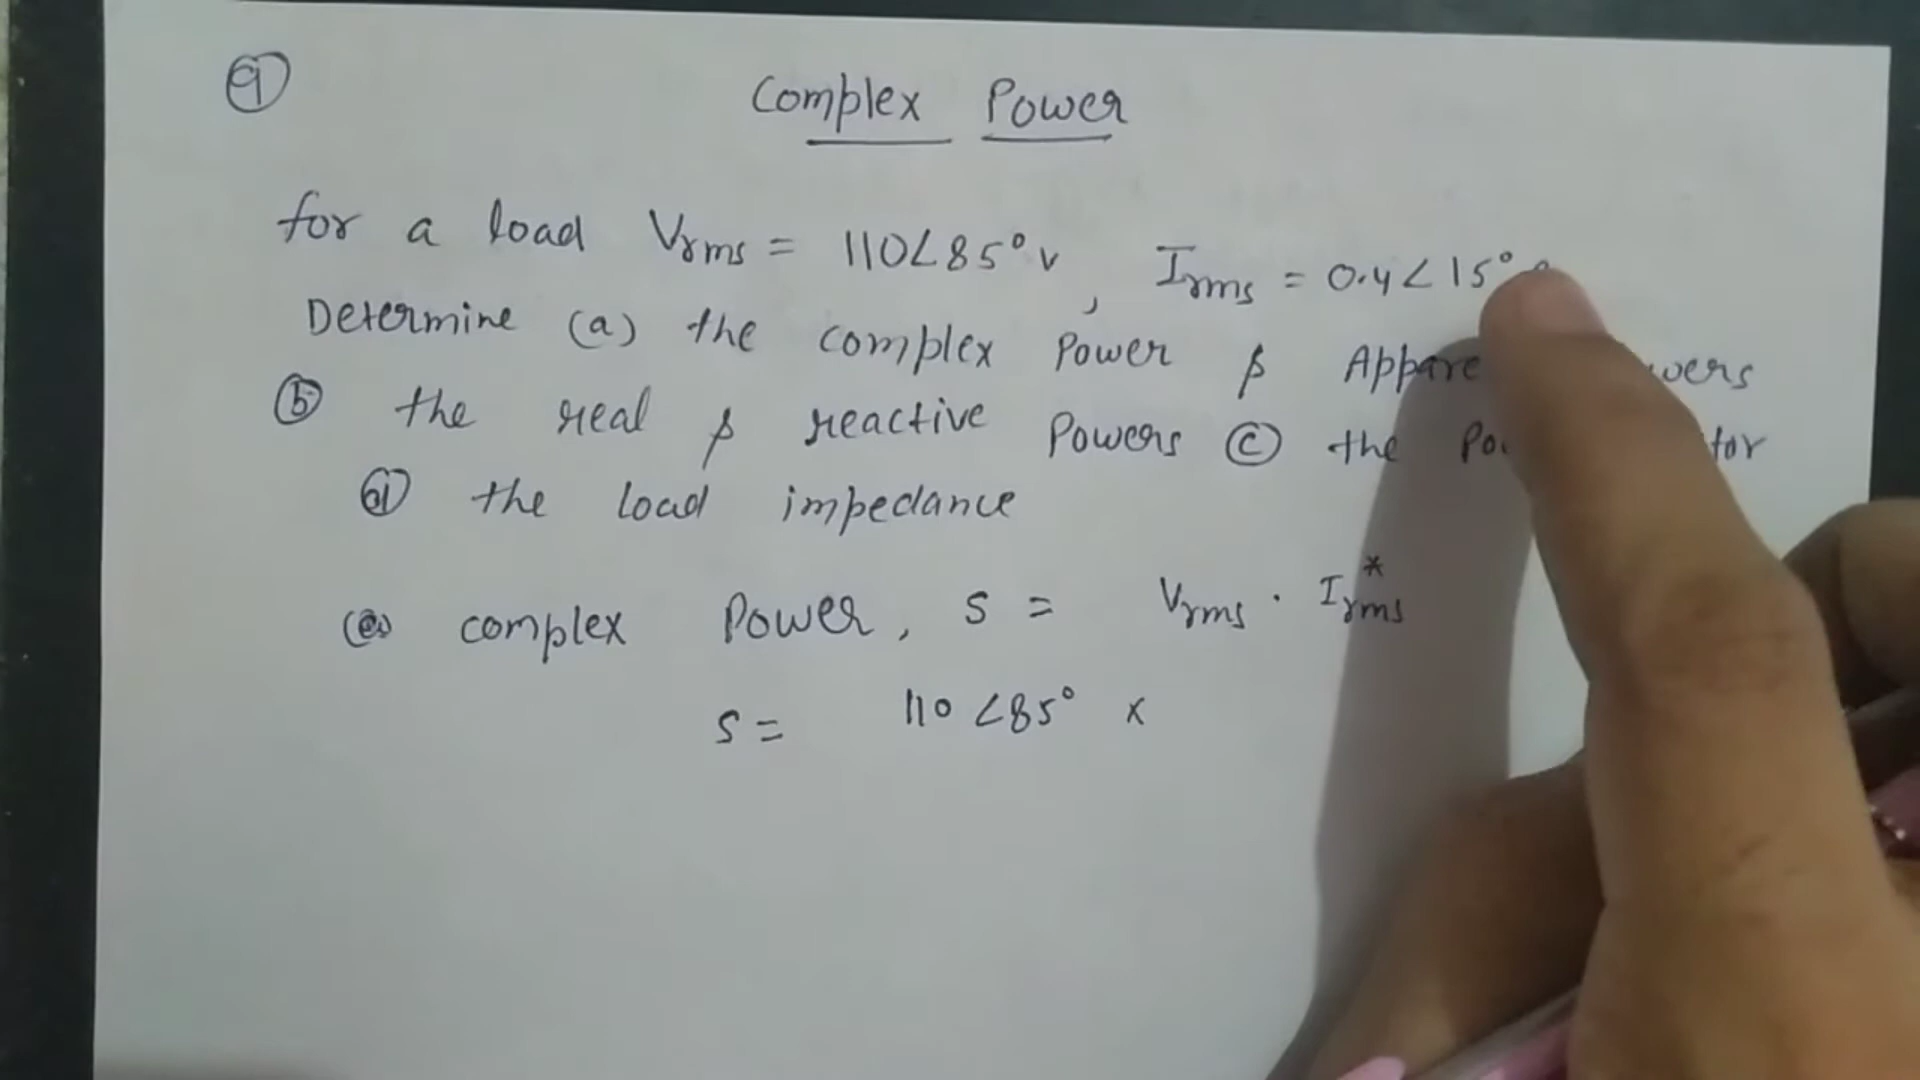 9
Complex Power
for a load Vrms = 110∠85° v, Irms = 0.4∠15°
Determine (a) the complex Power & Appare wers
(b) the real & reactive Powers (c) the Po tor
(d) the load impedance
(a) complex Power, S = Vrms · I*rms
S = 110∠85° x